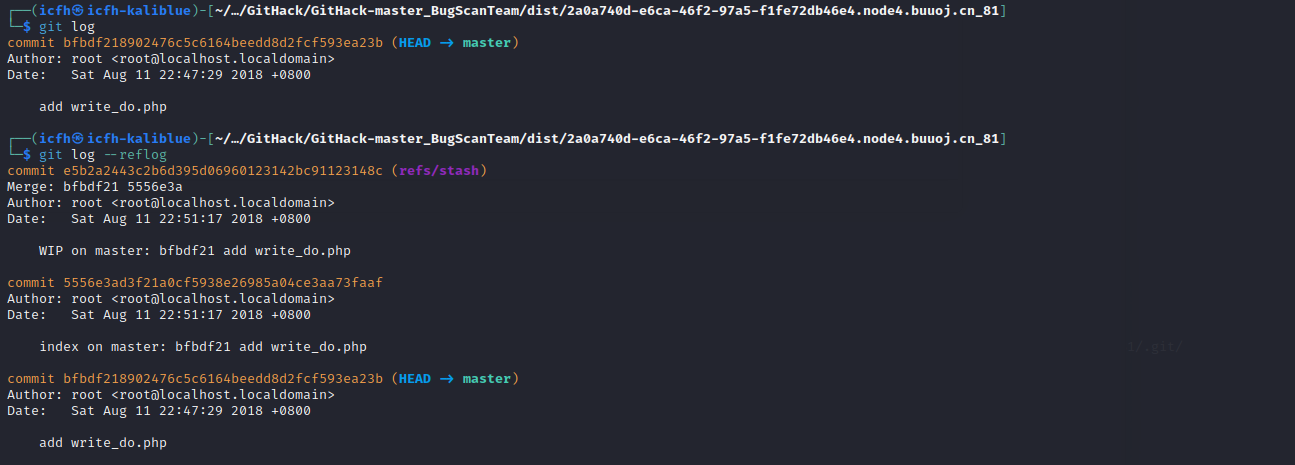 ┌──(icfh㉿icfh-kaliblue)-[~/…/GitHack/GitHack-master_BugScanTeam/dist/2a0a740d-e6ca-46f2-97a5-f1fe72db46e4.node4.buuoj.cn_81]
└─$ git log
commit bfbdf218902476c5c6164beedd8d2fcf593ea23b (HEAD → master)
Author: root <root@localhost.localdomain>
Date:   Sat Aug 11 22:47:29 2018 +0800
    add write_do.php
┌──(icfh㉿icfh-kaliblue)-[~/…/GitHack/GitHack-master_BugScanTeam/dist/2a0a740d-e6ca-46f2-97a5-f1fe72db46e4.node4.buuoj.cn_81]
└─$ git log --reflog
commit e5b2a2443c2b6d395d06960123142bc91123148c (refs/stash)
Merge: bfbdf21 5556e3a
Author: root <root@localhost.localdomain>
Date:   Sat Aug 11 22:51:17 2018 +0800
    WIP on master: bfbdf21 add write_do.php
commit 5556e3ad3f21a0cf5938e26985a04ce3aa73faaf
Author: root <root@localhost.localdomain>
Date:   Sat Aug 11 22:51:17 2018 +0800
    index on master: bfbdf21 add write_do.php
commit bfbdf218902476c5c6164beedd8d2fcf593ea23b (HEAD → master)
Author: root <root@localhost.localdomain>
Date:   Sat Aug 11 22:47:29 2018 +0800
    add write_do.php